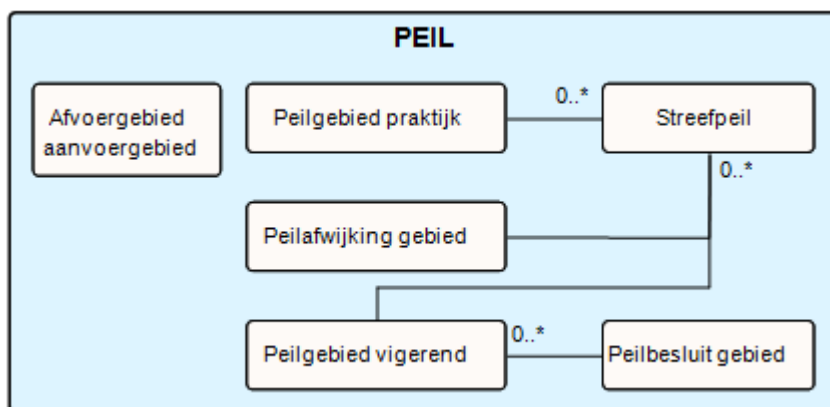 PEIL
Afvoergebied
aanvoergebied
Peilgebied praktijk
0..*
Streefpeil
0..*
Peilafwijking gebied
Peilgebied vigerend
0..*
Peilbesluit gebied